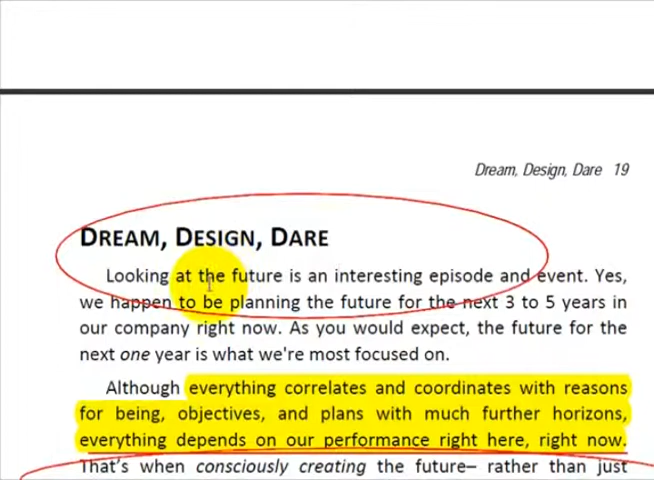 Dream, Design, Dare 19
DREAM, DESIGN, DARE
Looking at the future is an interesting episode and event. Yes,
we happen to be planning the future for the next 3 to 5 years in
our company right now. As you would expect, the future for the
next one year is what we're most focused on.
Although everything correlates and coordinates with reasons
for being, objectives, and plans with much further horizons,
everything depends on our performance right here, right now.
That's when consciously creating the future– rather than just